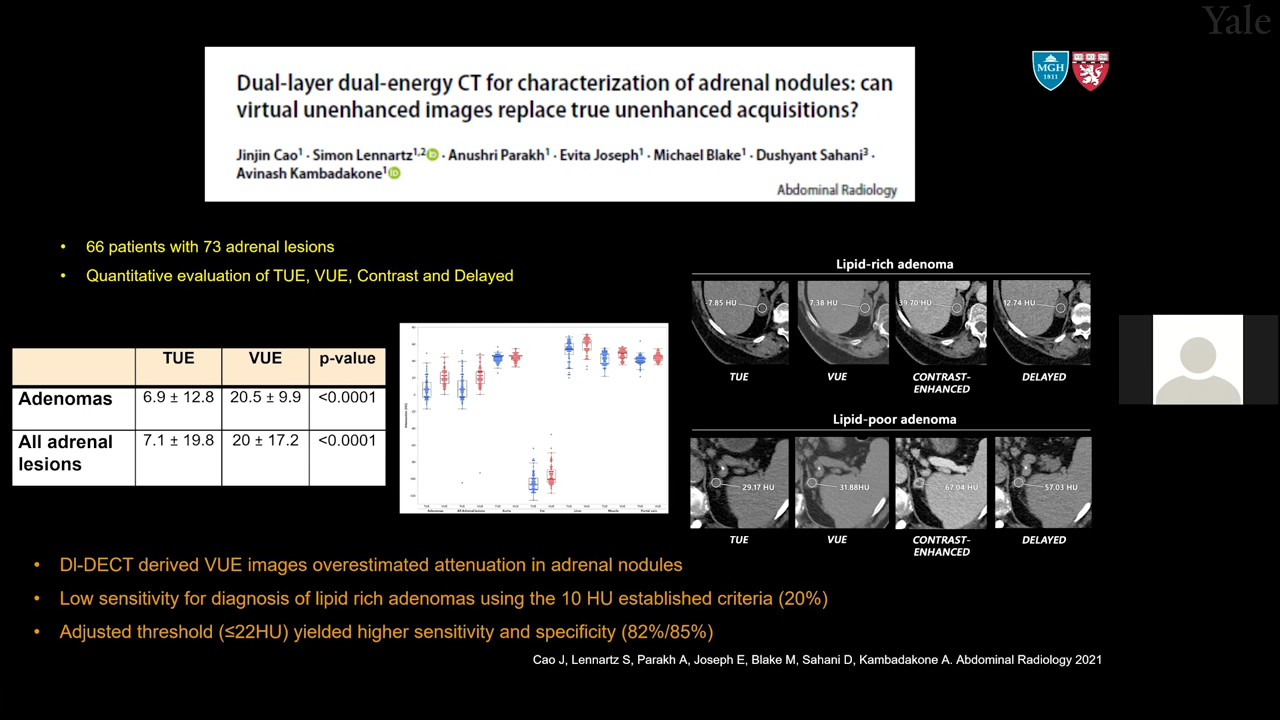 Yale
Dual-layer dual-energy CT for characterization of adrenal nodules: can
virtual unenhanced images replace true unenhanced acquisitions?
Jinjin Cao¹ · Simon Lennartz¹,² · Anushri Parakh¹ · Evita Joseph¹ · Michael Blake¹ · Dushyant Sahani³ ·
Avinash Kambadakone¹
Abdominal Radiology
MGH
1811
• 66 patients with 73 adrenal lesions
• Quantitative evaluation of TUE, VUE, Contrast and Delayed
TUE VUE p-value
Adenomas 6.9 ± 12.8 20.5 ± 9.9 <0.0001
All adrenal
lesions 7.1 ± 19.8 20 ± 17.2 <0.0001
Lipid-rich adenoma
-7.85 HU 7.38 HU 39.70 HU 12.74 HU
TUE VUE CONTRAST-
ENHANCED DELAYED
Lipid-poor adenoma
29.17 HU 31.88HU 67.04 HU 57.03 HU
TUE VUE CONTRAST-
ENHANCED DELAYED
• DI-DECT derived VUE images overestimated attenuation in adrenal nodules
• Low sensitivity for diagnosis of lipid rich adenomas using the 10 HU established criteria (20%)
• Adjusted threshold (≤22HU) yielded higher sensitivity and specificity (82%/85%)
Cao J, Lennartz S, Parakh A, Joseph E, Blake M, Sahani D, Kambadakone A. Abdominal Radiology 2021